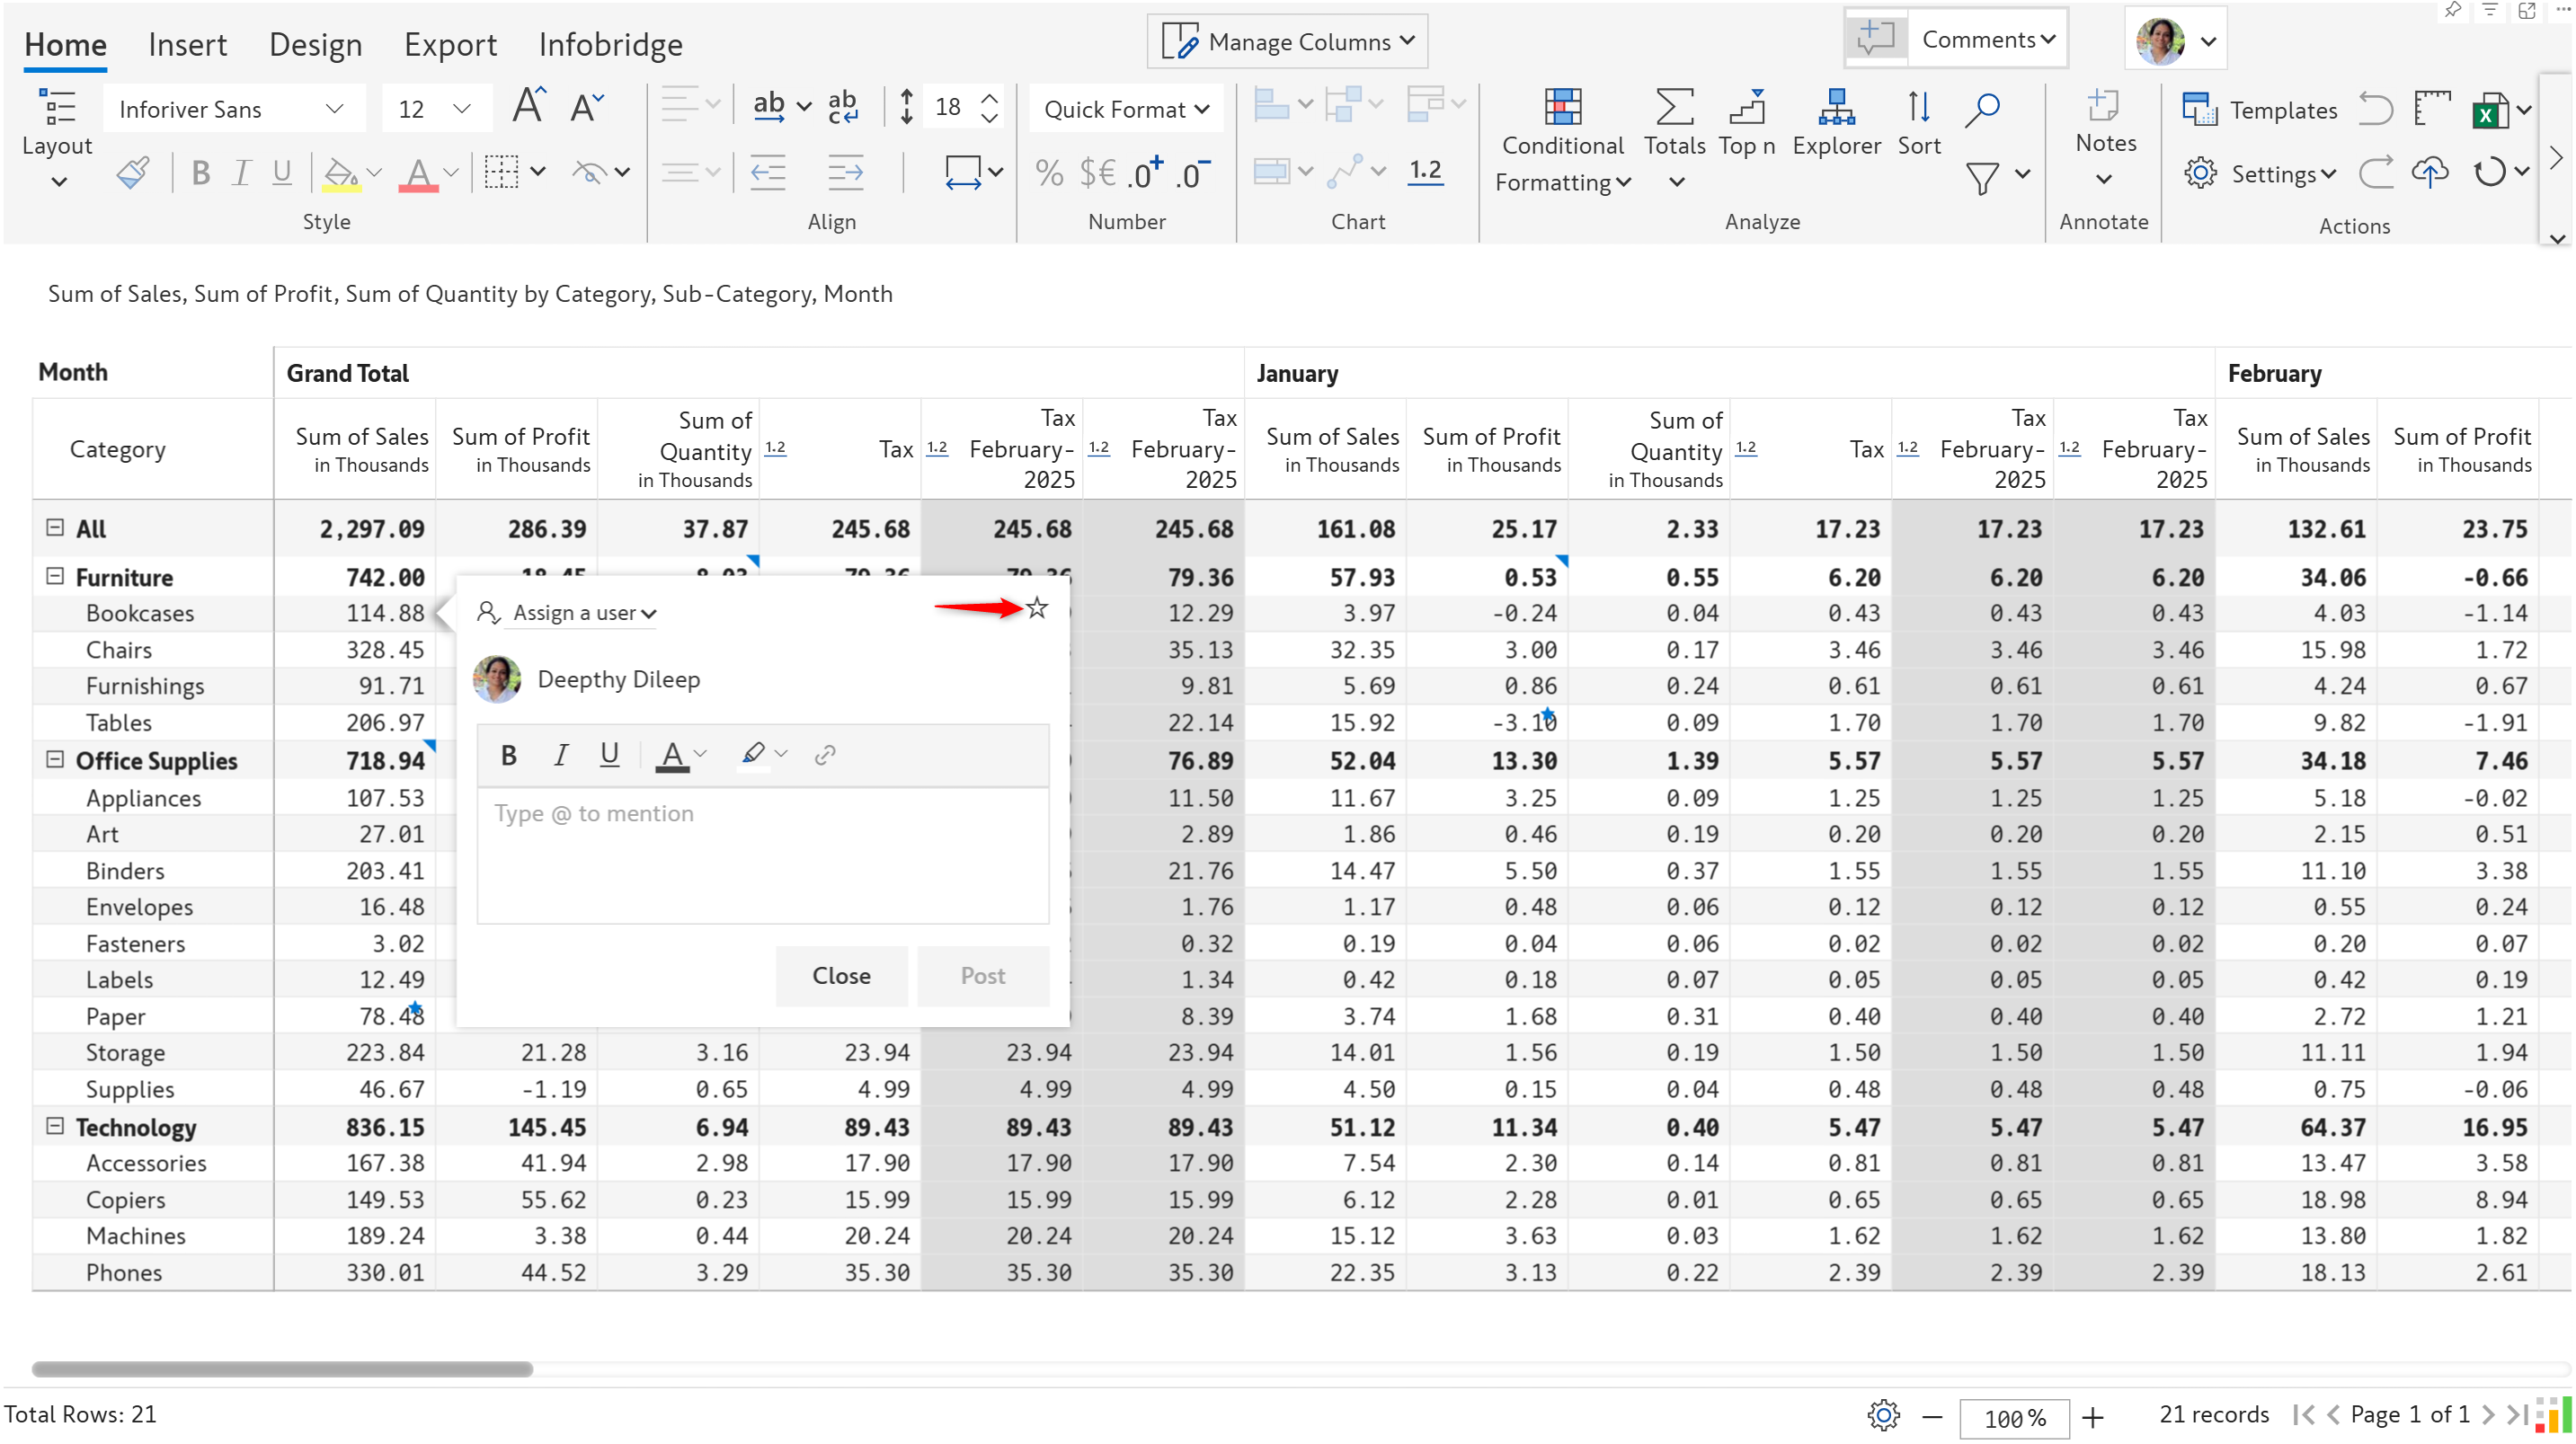 Home Insert Design Export Infobridge Manage Columns Comments
Inforiver Sans 12 A A ab ab c 18 Quick Format Templates
Layout Conditional Formatting Totals Top n Explorer Sort Notes
B I U A % $€ .0+ .0- 1.2 Settings
Style Align Number Chart Analyze Annotate Actions
Sum of Sales, Sum of Profit, Sum of Quantity by Category, Sub-Category, Month
Month Grand Total January February
Category Sum of Sales in Thousands Sum of Profit in Thousands Sum of Quantity in Thousands 1.2 Tax 1.2 Tax February-2025 1.2 Tax February-2025 Sum of Sales in Thousands Sum of Profit in Thousands Sum of Quantity in Thousands 1.2 Tax 1.2 Tax February-2025 1.2 Tax February-2025 Sum of Sales in Thousands Sum of Profit in Thousands
All 2,297.09 286.39 37.87 245.68 245.68 245.68 161.08 25.17 2.33 17.23 17.23 17.23 132.61 23.75
Furniture 742.00 79.36 57.93 0.53 0.55 6.20 6.20 6.20 34.06 -0.66
Bookcases 114.88 12.29 3.97 -0.24 0.04 0.43 0.43 0.43 4.03 -1.14
Chairs 328.45 35.13 32.35 3.00 0.17 3.46 3.46 3.46 15.98 1.72
Furnishings 91.71 9.81 5.69 0.86 0.24 0.61 0.61 0.61 4.24 0.67
Tables 206.97 22.14 15.92 -3.10 0.09 1.70 1.70 1.70 9.82 -1.91
Office Supplies 718.94 76.89 52.04 13.30 1.39 5.57 5.57 5.57 34.18 7.46
Appliances 107.53 11.50 11.67 3.25 0.09 1.25 1.25 1.25 5.18 -0.02
Art 27.01 2.89 1.86 0.46 0.19 0.20 0.20 0.20 2.15 0.51
Binders 203.41 21.76 14.47 5.50 0.37 1.55 1.55 1.55 11.10 3.38
Envelopes 16.48 1.76 1.17 0.48 0.06 0.12 0.12 0.12 0.55 0.24
Fasteners 3.02 0.32 0.19 0.04 0.06 0.02 0.02 0.02 0.20 0.07
Labels 12.49 1.34 0.42 0.18 0.07 0.05 0.05 0.05 0.42 0.19
Paper 78.48 8.39 3.74 1.68 0.31 0.40 0.40 0.40 2.72 1.21
Storage 223.84 21.28 3.16 23.94 23.94 23.94 14.01 1.56 0.19 1.50 1.50 1.50 11.11 1.94
Supplies 46.67 -1.19 0.65 4.99 4.99 4.99 4.50 0.15 0.04 0.48 0.48 0.48 0.75 -0.06
Technology 836.15 145.45 6.94 89.43 89.43 89.43 51.12 11.34 0.40 5.47 5.47 5.47 64.37 16.95
Accessories 167.38 41.94 2.98 17.90 17.90 17.90 7.54 2.30 0.14 0.81 0.81 0.81 13.47 3.58
Copiers 149.53 55.62 0.23 15.99 15.99 15.99 6.12 2.28 0.01 0.65 0.65 0.65 18.98 8.94
Machines 189.24 3.38 0.44 20.24 20.24 20.24 15.12 3.63 0.03 1.62 1.62 1.62 13.80 1.82
Phones 330.01 44.52 3.29 35.30 35.30 35.30 22.35 3.13 0.22 2.39 2.39 2.39 18.13 2.61
Assign a user
Deepthy Dileep
B I U A
Type @ to mention
Close Post
Total Rows: 21 100 % 21 records Page 1 of 1